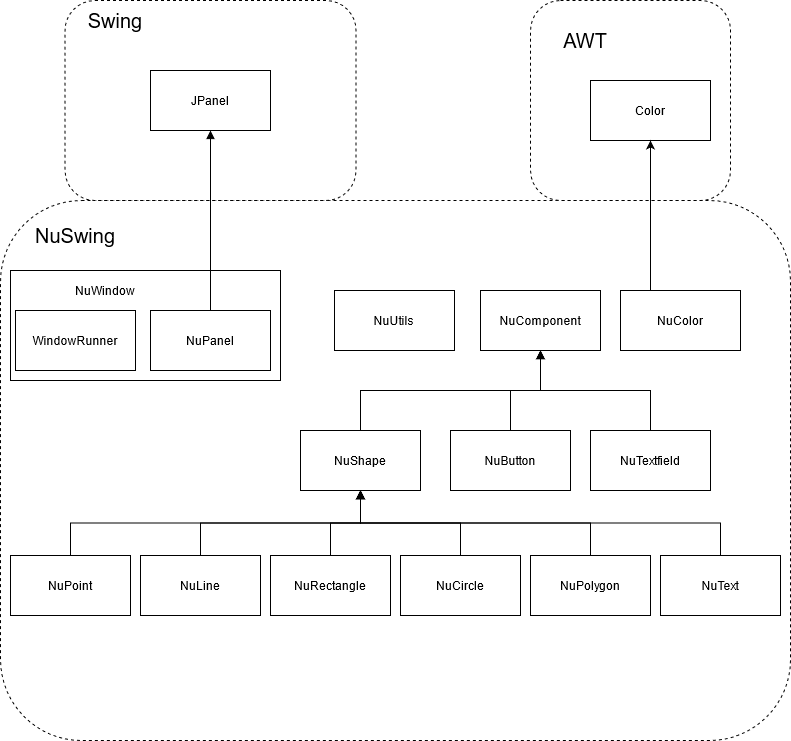 Swing
AWT
JPanel
Color
NuSwing
NuWindow
WindowRunner
NuPanel
NuUtils
NuComponent
NuColor
NuShape
NuButton
NuTextfield
NuPoint
NuLine
NuRectangle
NuCircle
NuPolygon
NuText